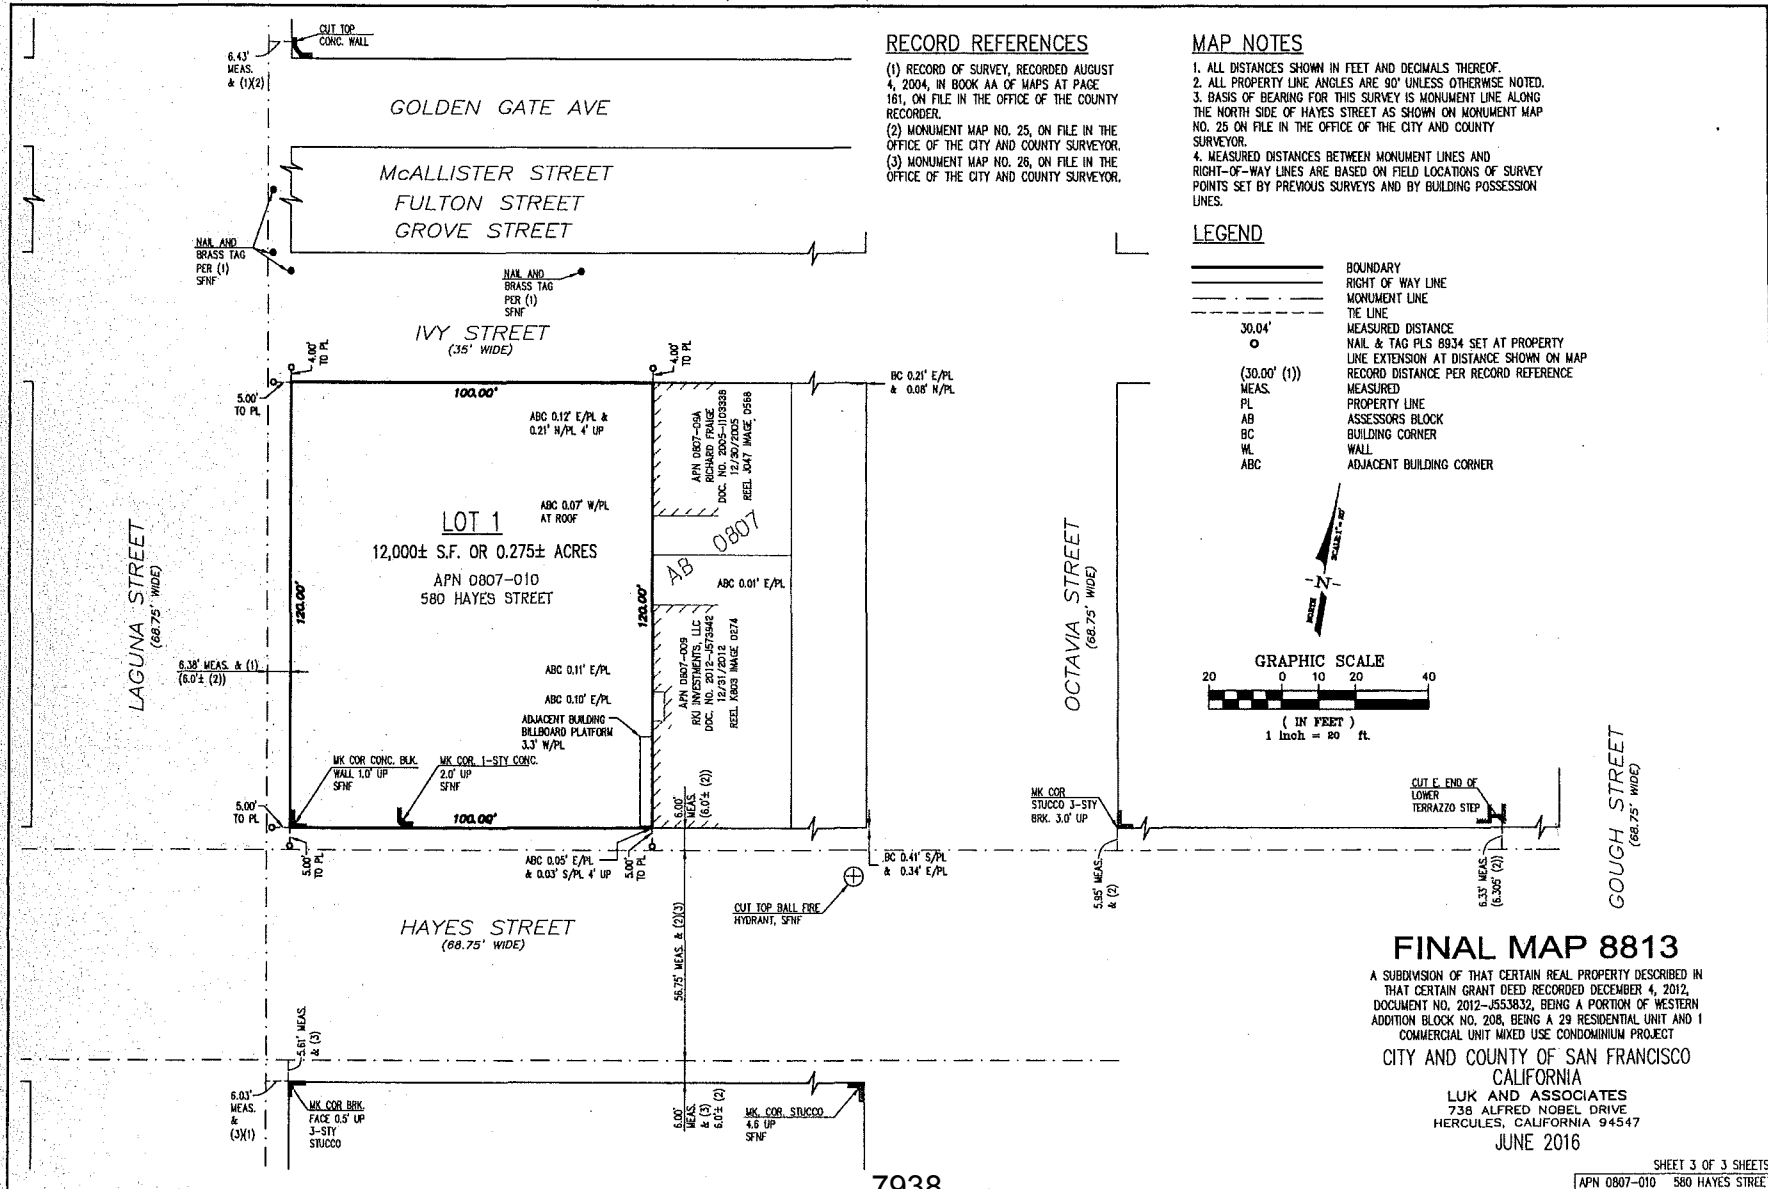 CUT TOP
CONC. WALL
6.43'
MEAS.
& (1)(2)
GOLDEN GATE AVE
McALLISTER STREET
FULTON STREET
GROVE STREET
NAIL AND
BRASS TAG
PER (1)
SFNF
NAIL AND
BRASS TAG
PER (1)
SFNF
IVY STREET
(35' WIDE)
4.00'
TO PL
4.00'
TO PL
5.00'
TO PL
100.00'
BC 0.21' E/PL
& 0.08' N/PL
ABC 0.12' E/PL &
0.21' N/PL 4' UP
APN 0807-09A
RICHARD FRAIGE
DOC. NO. 2005-I103338
12/30/2005
REEL J047 IMAGE 0568
ABC 0.07' W/PL
AT ROOF
LOT 1
12,000± S.F. OR 0.275± ACRES
APN 0807-010
580 HAYES STREET
AB 0807
ABC 0.01' E/PL
120.00'
120.00'
LAGUNA STREET
(68.75' WIDE)
6.38' MEAS. & (1)
(6.0'± (2))
ABC 0.11' E/PL
ABC 0.10' E/PL
ADJACENT BUILDING
BILLBOARD PLATFORM
3.3' W/PL
APN 0807-009
RKJ INVESTMENTS, LLC
DOC. NO. 2012-J573942
12/31/2012
REEL K803 IMAGE 0274
MK COR CONC. BLK.
WALL 1.0' UP
SFNF
MK COR. 1-STY CONC.
2.0' UP
SFNF
6.00'
MEAS.
(6.0'± (2))
5.00'
TO PL
100.00'
5.00'
TO PL
ABC 0.05' E/PL
& 0.03' S/PL 4' UP
5.00'
TO PL
BC 0.41' S/PL
& 0.34' E/PL
CUT TOP BALL FIRE
HYDRANT, SFNF
HAYES STREET
(68.75' WIDE)
56.75' MEAS. & (2)(3)
5.61' MEAS.
& (3)
6.03'
MEAS.
&
(3)(1)
MK. COR BRK.
FACE 0.5' UP
3-STY
STUCCO
6.00'
MEAS.
& (3)
6.0'± (2)
MK. COR. STUCCO
4.6 UP
SFNF
7938
OCTAVIA STREET
(68.75' WIDE)
MK COR
STUCCO 3-STY
BRK. 3.0' UP
5.95' MEAS.
& (2)
CUT E. END OF
LOWER
TERRAZZO STEP
6.33' MEAS.
(6.305' (2))
GOUGH STREET
(68.75' WIDE)
RECORD REFERENCES
(1) RECORD OF SURVEY, RECORDED AUGUST
4, 2004, IN BOOK AA OF MAPS AT PAGE
161, ON FILE IN THE OFFICE OF THE COUNTY
RECORDER.
(2) MONUMENT MAP NO. 25, ON FILE IN THE
OFFICE OF THE CITY AND COUNTY SURVEYOR.
(3) MONUMENT MAP NO. 26, ON FILE IN THE
OFFICE OF THE CITY AND COUNTY SURVEYOR.
MAP NOTES
1. ALL DISTANCES SHOWN IN FEET AND DECIMALS THEREOF.
2. ALL PROPERTY LINE ANGLES ARE 90° UNLESS OTHERWISE NOTED.
3. BASIS OF BEARING FOR THIS SURVEY IS MONUMENT LINE ALONG
THE NORTH SIDE OF HAYES STREET AS SHOWN ON MONUMENT MAP
NO. 25 ON FILE IN THE OFFICE OF THE CITY AND COUNTY
SURVEYOR.
4. MEASURED DISTANCES BETWEEN MONUMENT LINES AND
RIGHT-OF-WAY LINES ARE BASED ON FIELD LOCATIONS OF SURVEY
POINTS SET BY PREVIOUS SURVEYS AND BY BUILDING POSSESSION
LINES.
LEGEND
BOUNDARY
RIGHT OF WAY LINE
MONUMENT LINE
TIE LINE
30.04' MEASURED DISTANCE
NAIL & TAG PLS 8934 SET AT PROPERTY
LINE EXTENSION AT DISTANCE SHOWN ON MAP
(30.00' (1)) RECORD DISTANCE PER RECORD REFERENCE
MEAS. MEASURED
PL PROPERTY LINE
AB ASSESSORS BLOCK
BC BUILDING CORNER
WL WALL
ABC ADJACENT BUILDING CORNER
SCALE: 1"=20'
N
NORTH
GRAPHIC SCALE
20 0 10 20 40
( IN FEET )
1 inch = 20 ft.
FINAL MAP 8813
A SUBDIVISION OF THAT CERTAIN REAL PROPERTY DESCRIBED IN
THAT CERTAIN GRANT DEED RECORDED DECEMBER 4, 2012,
DOCUMENT NO. 2012-J553832, BEING A PORTION OF WESTERN
ADDITION BLOCK NO. 208, BEING A 29 RESIDENTIAL UNIT AND 1
COMMERCIAL UNIT MIXED USE CONDOMINIUM PROJECT
CITY AND COUNTY OF SAN FRANCISCO
CALIFORNIA
LUK AND ASSOCIATES
738 ALFRED NOBEL DRIVE
HERCULES, CALIFORNIA 94547
JUNE 2016
SHEET 3 OF 3 SHEETS
APN 0807-010 580 HAYES STREE